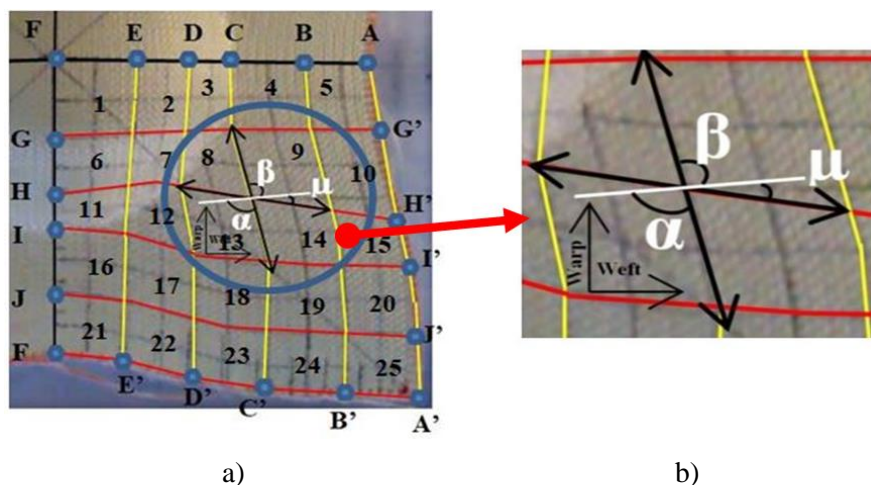 F E D C B A
1 2 3 4 5
G G’
6 7 8 9 10
β μ
H H’
11 12 α
I Warp Weft 13 14 15 I’
16 17 18 19 20
J J’
21 22 23 24 25
F E’ D’ C’ B’ A’
β μ
α
Warp Weft
a) b)